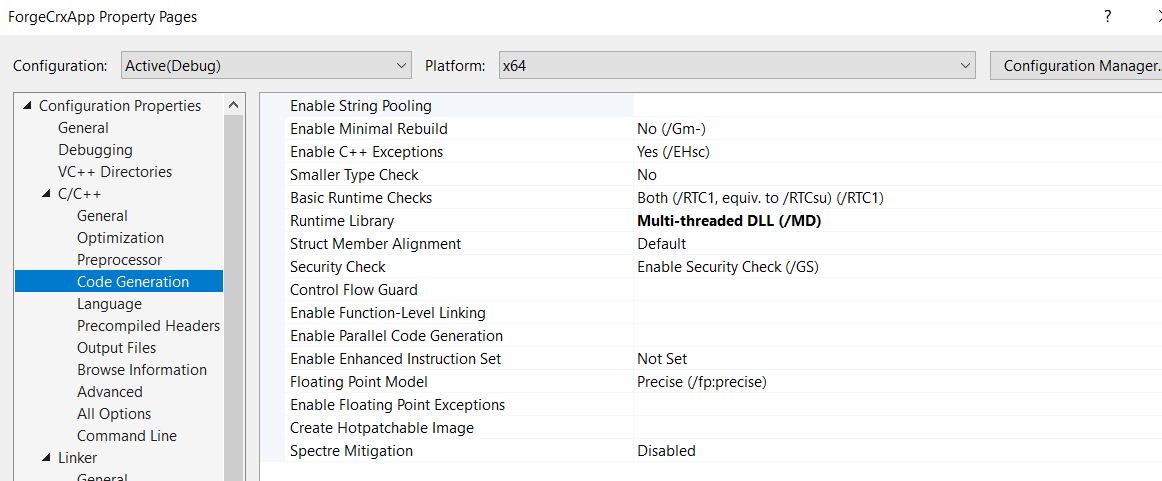 ForgeCrxApp Property Pages ?
Configuration: Active(Debug) Platform: x64 Configuration Manager.
Configuration Properties
General
Debugging
VC++ Directories
C/C++
General
Optimization
Preprocessor
Code Generation
Language
Precompiled Headers
Output Files
Browse Information
Advanced
All Options
Command Line
Linker
General
Enable String Pooling
Enable Minimal Rebuild No (/Gm-)
Enable C++ Exceptions Yes (/EHsc)
Smaller Type Check No
Basic Runtime Checks Both (/RTC1, equiv. to /RTCsu) (/RTC1)
Runtime Library Multi-threaded DLL (/MD)
Struct Member Alignment Default
Security Check Enable Security Check (/GS)
Control Flow Guard
Enable Function-Level Linking
Enable Parallel Code Generation
Enable Enhanced Instruction Set Not Set
Floating Point Model Precise (/fp:precise)
Enable Floating Point Exceptions
Create Hotpatchable Image
Spectre Mitigation Disabled